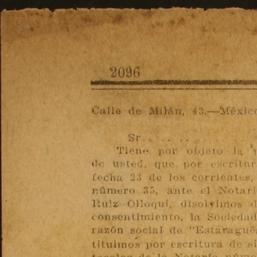 2096
Calle de Milán, 43.—México
Sr.
Tiene por objeto la
de usted, que por escritur
fecha 23 de los corrientes,
número 35, ante el Notari
Ruiz Olloqui, disolvimos d
consentimiento, la Sociedad
razón social de "Estaragué
tituimos por escritura de